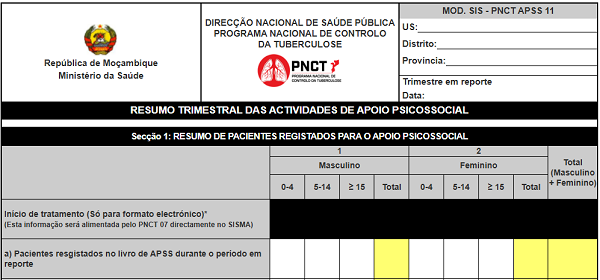 República de Moçambique
Ministério da Saúde
DIRECÇÃO NACIONAL DE SAÚDE PÚBLICA
PROGRAMA NACIONAL DE CONTROLO
DA TUBERCULOSE
PNCT
PROGRAMA NACIONAL DE
CONTROLO DA TUBERCULOSE
MOD. SIS - PNCT APSS 11
US:
Distrito:
Província:
Trimestre em reporte
Data:
RESUMO TRIMESTRAL DAS ACTIVIDADES DE APOIO PSICOSSOCIAL
Secção 1: RESUMO DE PACIENTES REGISTADOS PARA O APOIO PSICOSSOCIAL
1 2
Masculino Feminino
Total
(Masculino
+ Feminino)
0-4 5-14 ≥ 15 Total 0-4 5-14 ≥ 15 Total
Início de tratamento (Só para formato electrónico)*
(Esta informação será alimentada pelo PNCT 07 directamente no SISMA)
a) Pacientes resgistados no livro de APSS durante o período em
reporte